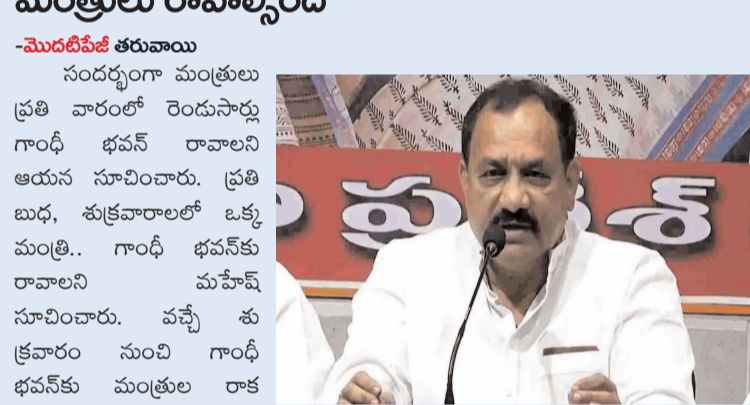 మంత్రులు రావాల్సిందే
-మొదటిపేజీ తరువాయి
సందర్భంగా మంత్రులు
ప్రతి వారంలో రెండుసార్లు
గాంధీ భవన్ రావాలని
ఆయన సూచించారు. ప్రతి
బుధ, శుక్రవారాలలో ఒక్క
మంత్రి.. గాంధీ భవన్‌కు
రావాలని మహేష్
సూచించారు. వచ్చే శు
క్రవారం నుంచి గాంధీ
భవన్‌కు మంత్రుల రాక